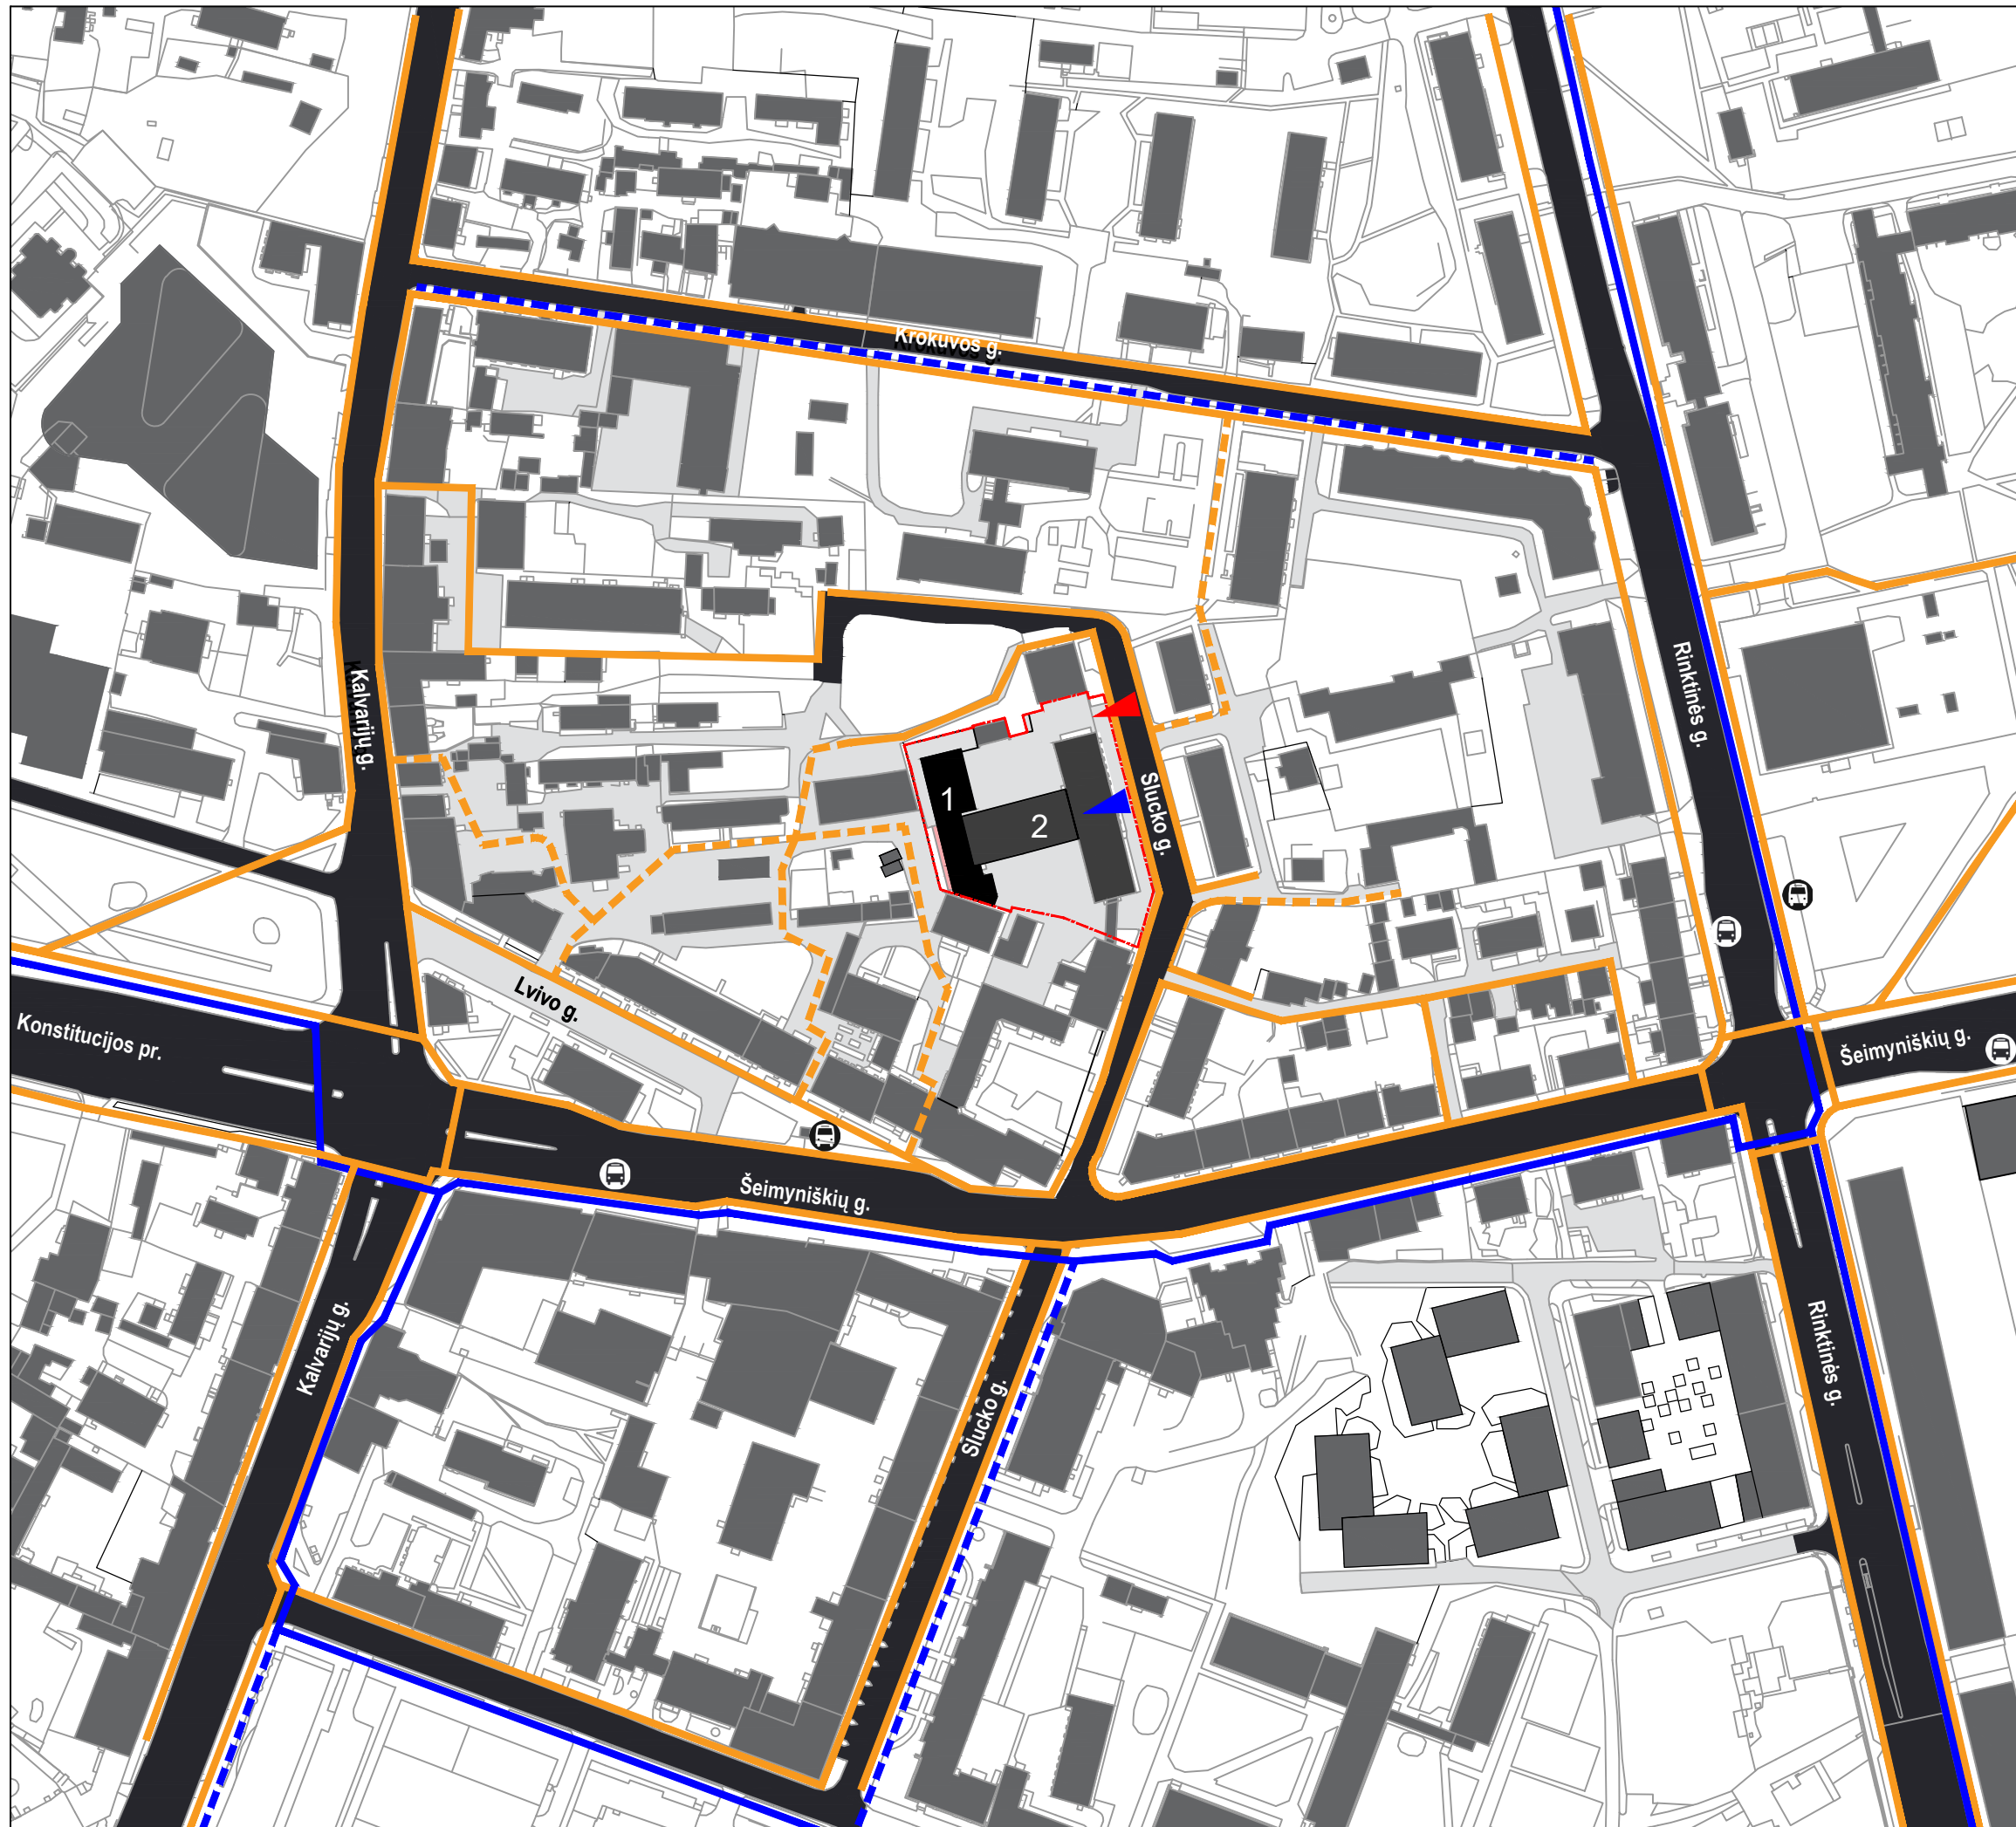 Krokuvos g.
Kalvarijų g.
Rinktinės g.
1
2
Slucko g.
Lvivo g.
Konstitucijos pr.
Šeimyniškių g.
Šeimyniškių g.
Kalvarijų g.
Slucko g.
Rinktinės g.